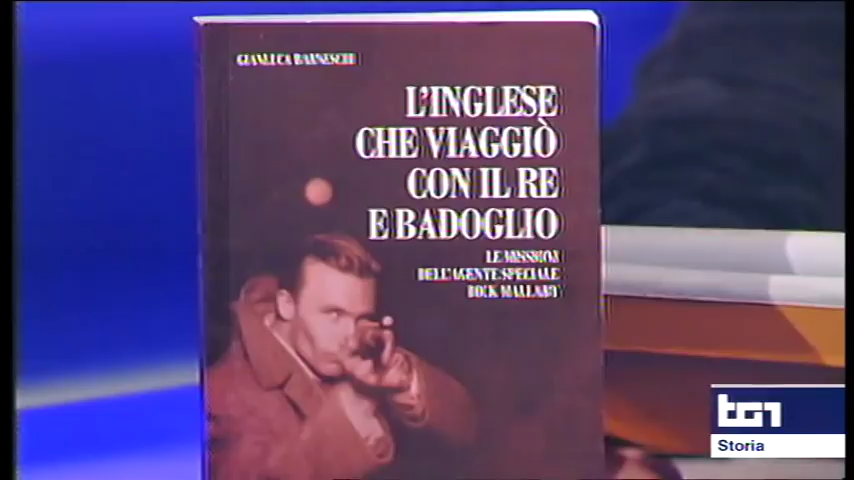 GIANLUCA BARNESCHI
L'INGLESE
CHE VIAGGIÒ
CON IL RE
E BADOGLIO
LE MISSIONI
DELL'AGENTE SPECIALE
DICK MALLABY
tg1
Storia